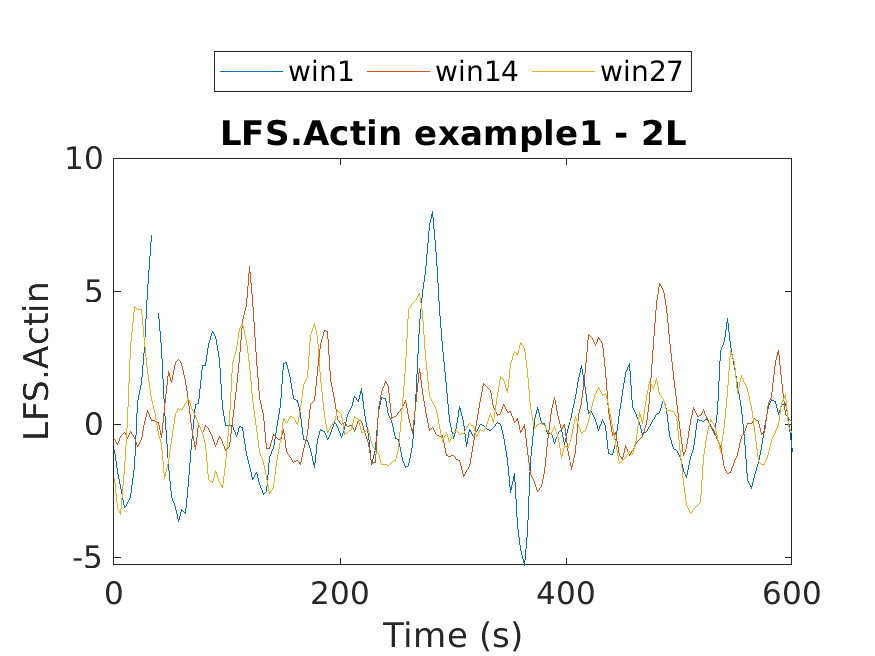 win1 win14 win27
LFS.Actin example1 - 2L
10
5
0
-5
LFS.Actin
0 200 400 600
Time (s)